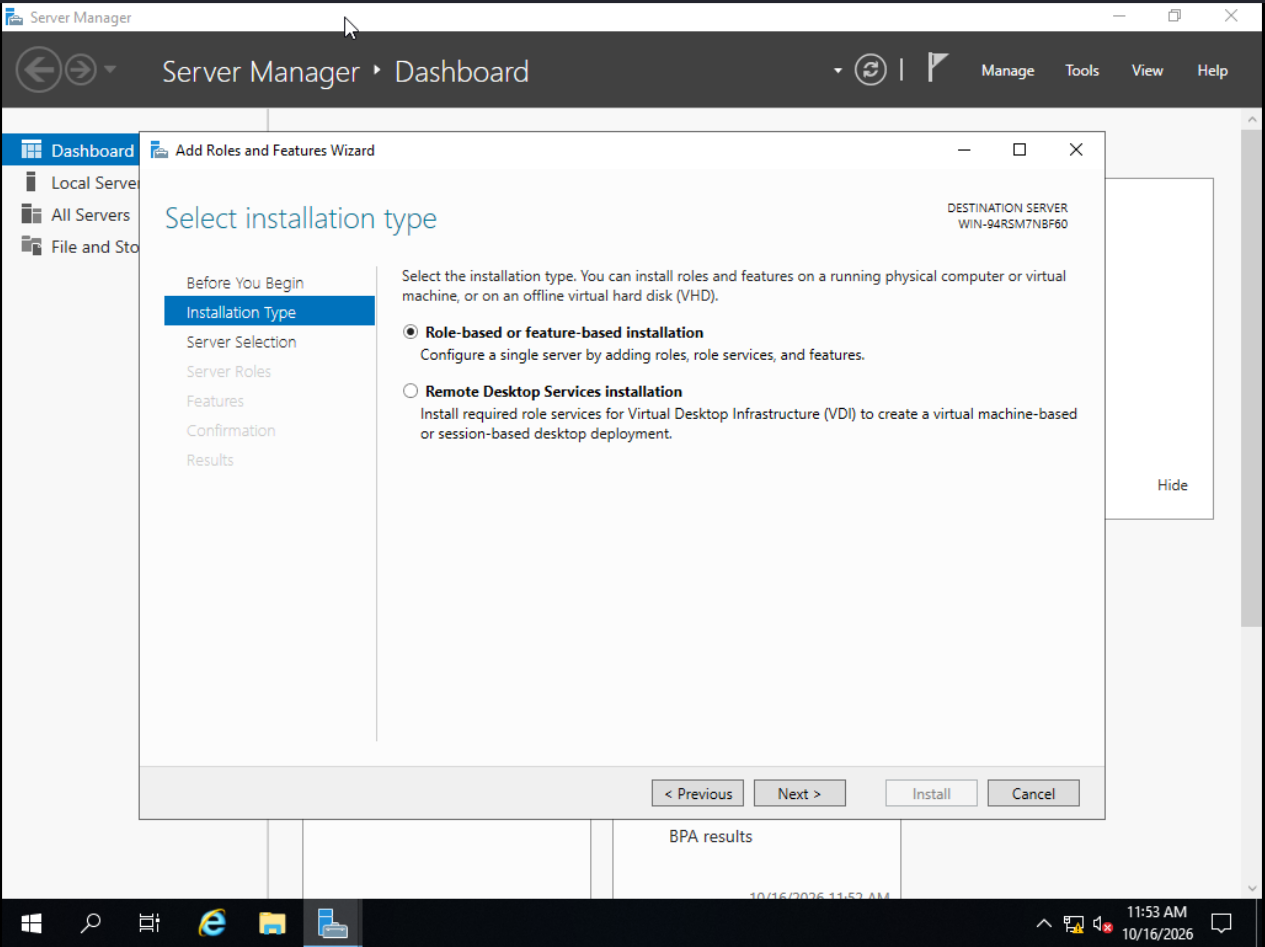 Server Manager
Server Manager ‣ Dashboard
Manage Tools View Help
Dashboard
Local Server
All Servers
File and Sto
Add Roles and Features Wizard
Select installation type
DESTINATION SERVER
WIN-94RSM7NBF60
Before You Begin
Installation Type
Server Selection
Server Roles
Features
Confirmation
Results
Select the installation type. You can install roles and features on a running physical computer or virtual
machine, or on an offline virtual hard disk (VHD).
Role-based or feature-based installation
Configure a single server by adding roles, role services, and features.
Remote Desktop Services installation
Install required role services for Virtual Desktop Infrastructure (VDI) to create a virtual machine-based
or session-based desktop deployment.
Hide
< Previous
Next >
Install
Cancel
BPA results
10/16/2026 11:52 AM
11:53 AM
10/16/2026